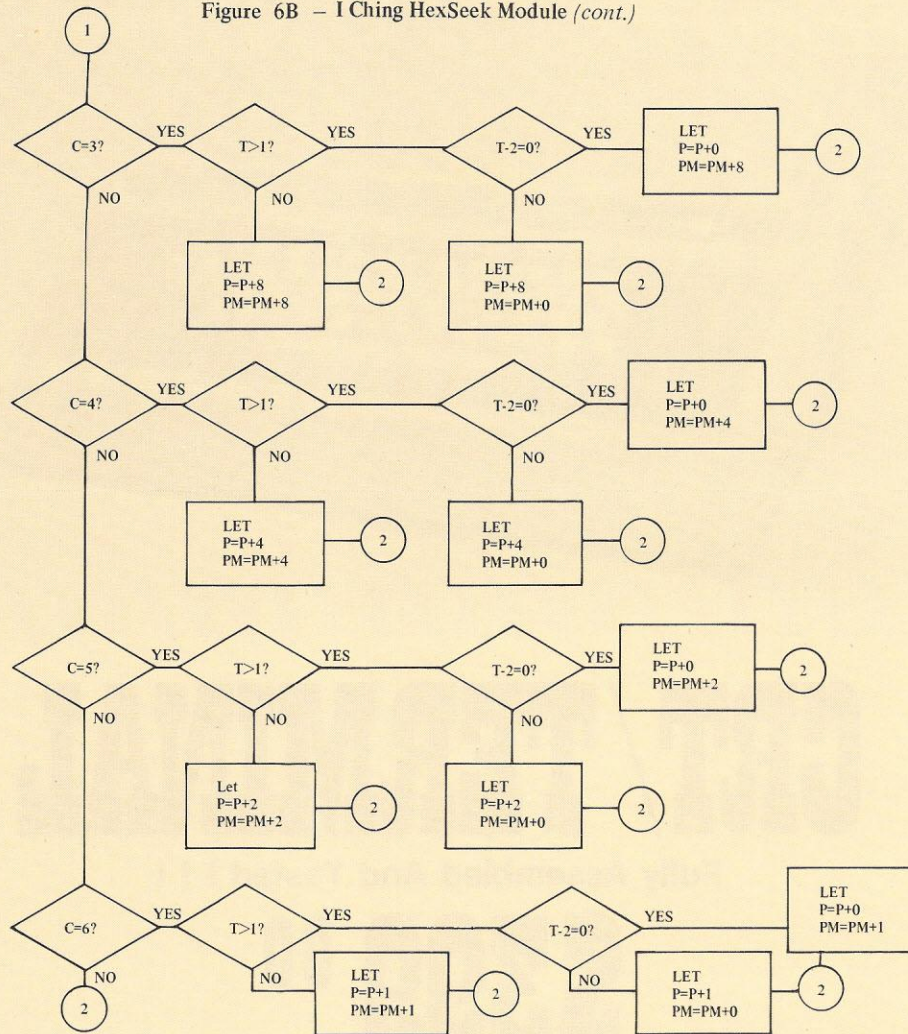 Figure 6B – I Ching HexSeek Module (cont.)
1
C=3?
YES
T>1?
YES
T-2=0?
YES
LET
P=P+0
PM=PM+8
2
NO
NO
NO
LET
P=P+8
PM=PM+8
2
LET
P=P+8
PM=PM+0
2
C=4?
YES
T>1?
YES
T-2=0?
YES
LET
P=P+0
PM=PM+4
2
NO
NO
NO
LET
P=P+4
PM=PM+4
2
LET
P=P+4
PM=PM+0
2
C=5?
YES
T>1?
YES
T-2=0?
YES
LET
P=P+0
PM=PM+2
2
NO
NO
NO
Let
P=P+2
PM=PM+2
2
LET
P=P+2
PM=PM+0
2
Fully Assembled And Tested ! ! !
C=6?
YES
T>1?
YES
T-2=0?
YES
LET
P=P+0
PM=PM+1
NO
2
NO
LET
P=P+1
PM=PM+1
2
NO
LET
P=P+1
PM=PM+0
2